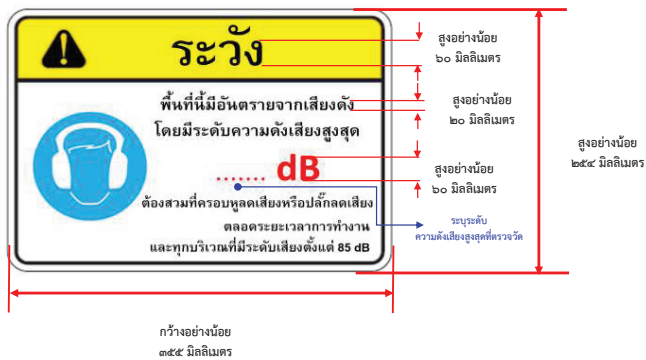 ระวัง
พื้นที่นี้มีอันตรายจากเสียงดัง
โดยมีระดับความดังเสียงสูงสุด
....... dB
ต้องสวมที่ครอบหูลดเสียงหรือปลั๊กลดเสียง
ตลอดระยะเวลาการทำงาน
และทุกบริเวณที่มีระดับเสียงตั้งแต่ 85 dB
สูงอย่างน้อย
๖๐ มิลลิเมตร
สูงอย่างน้อย
๒๐ มิลลิเมตร
สูงอย่างน้อย
๖๐ มิลลิเมตร
ระบุระดับ
ความดังเสียงสูงสุดที่ตรวจวัด
สูงอย่างน้อย
๒๕๔ มิลลิเมตร
กว้างอย่างน้อย
๓๕๕ มิลลิเมตร